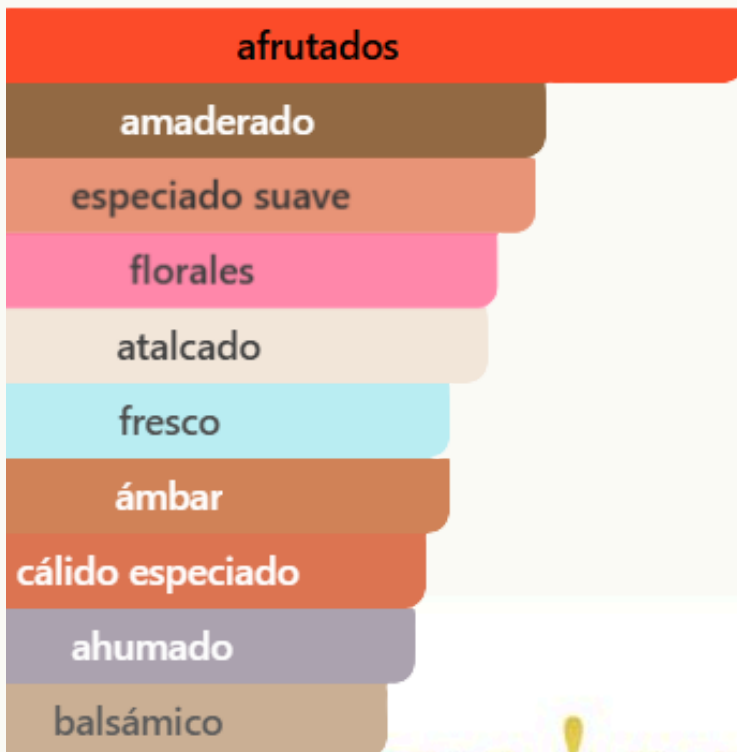 afrutados
amaderado
especiado suave
florales
atalcado
fresco
ámbar
cálido especiado
ahumado
balsámico